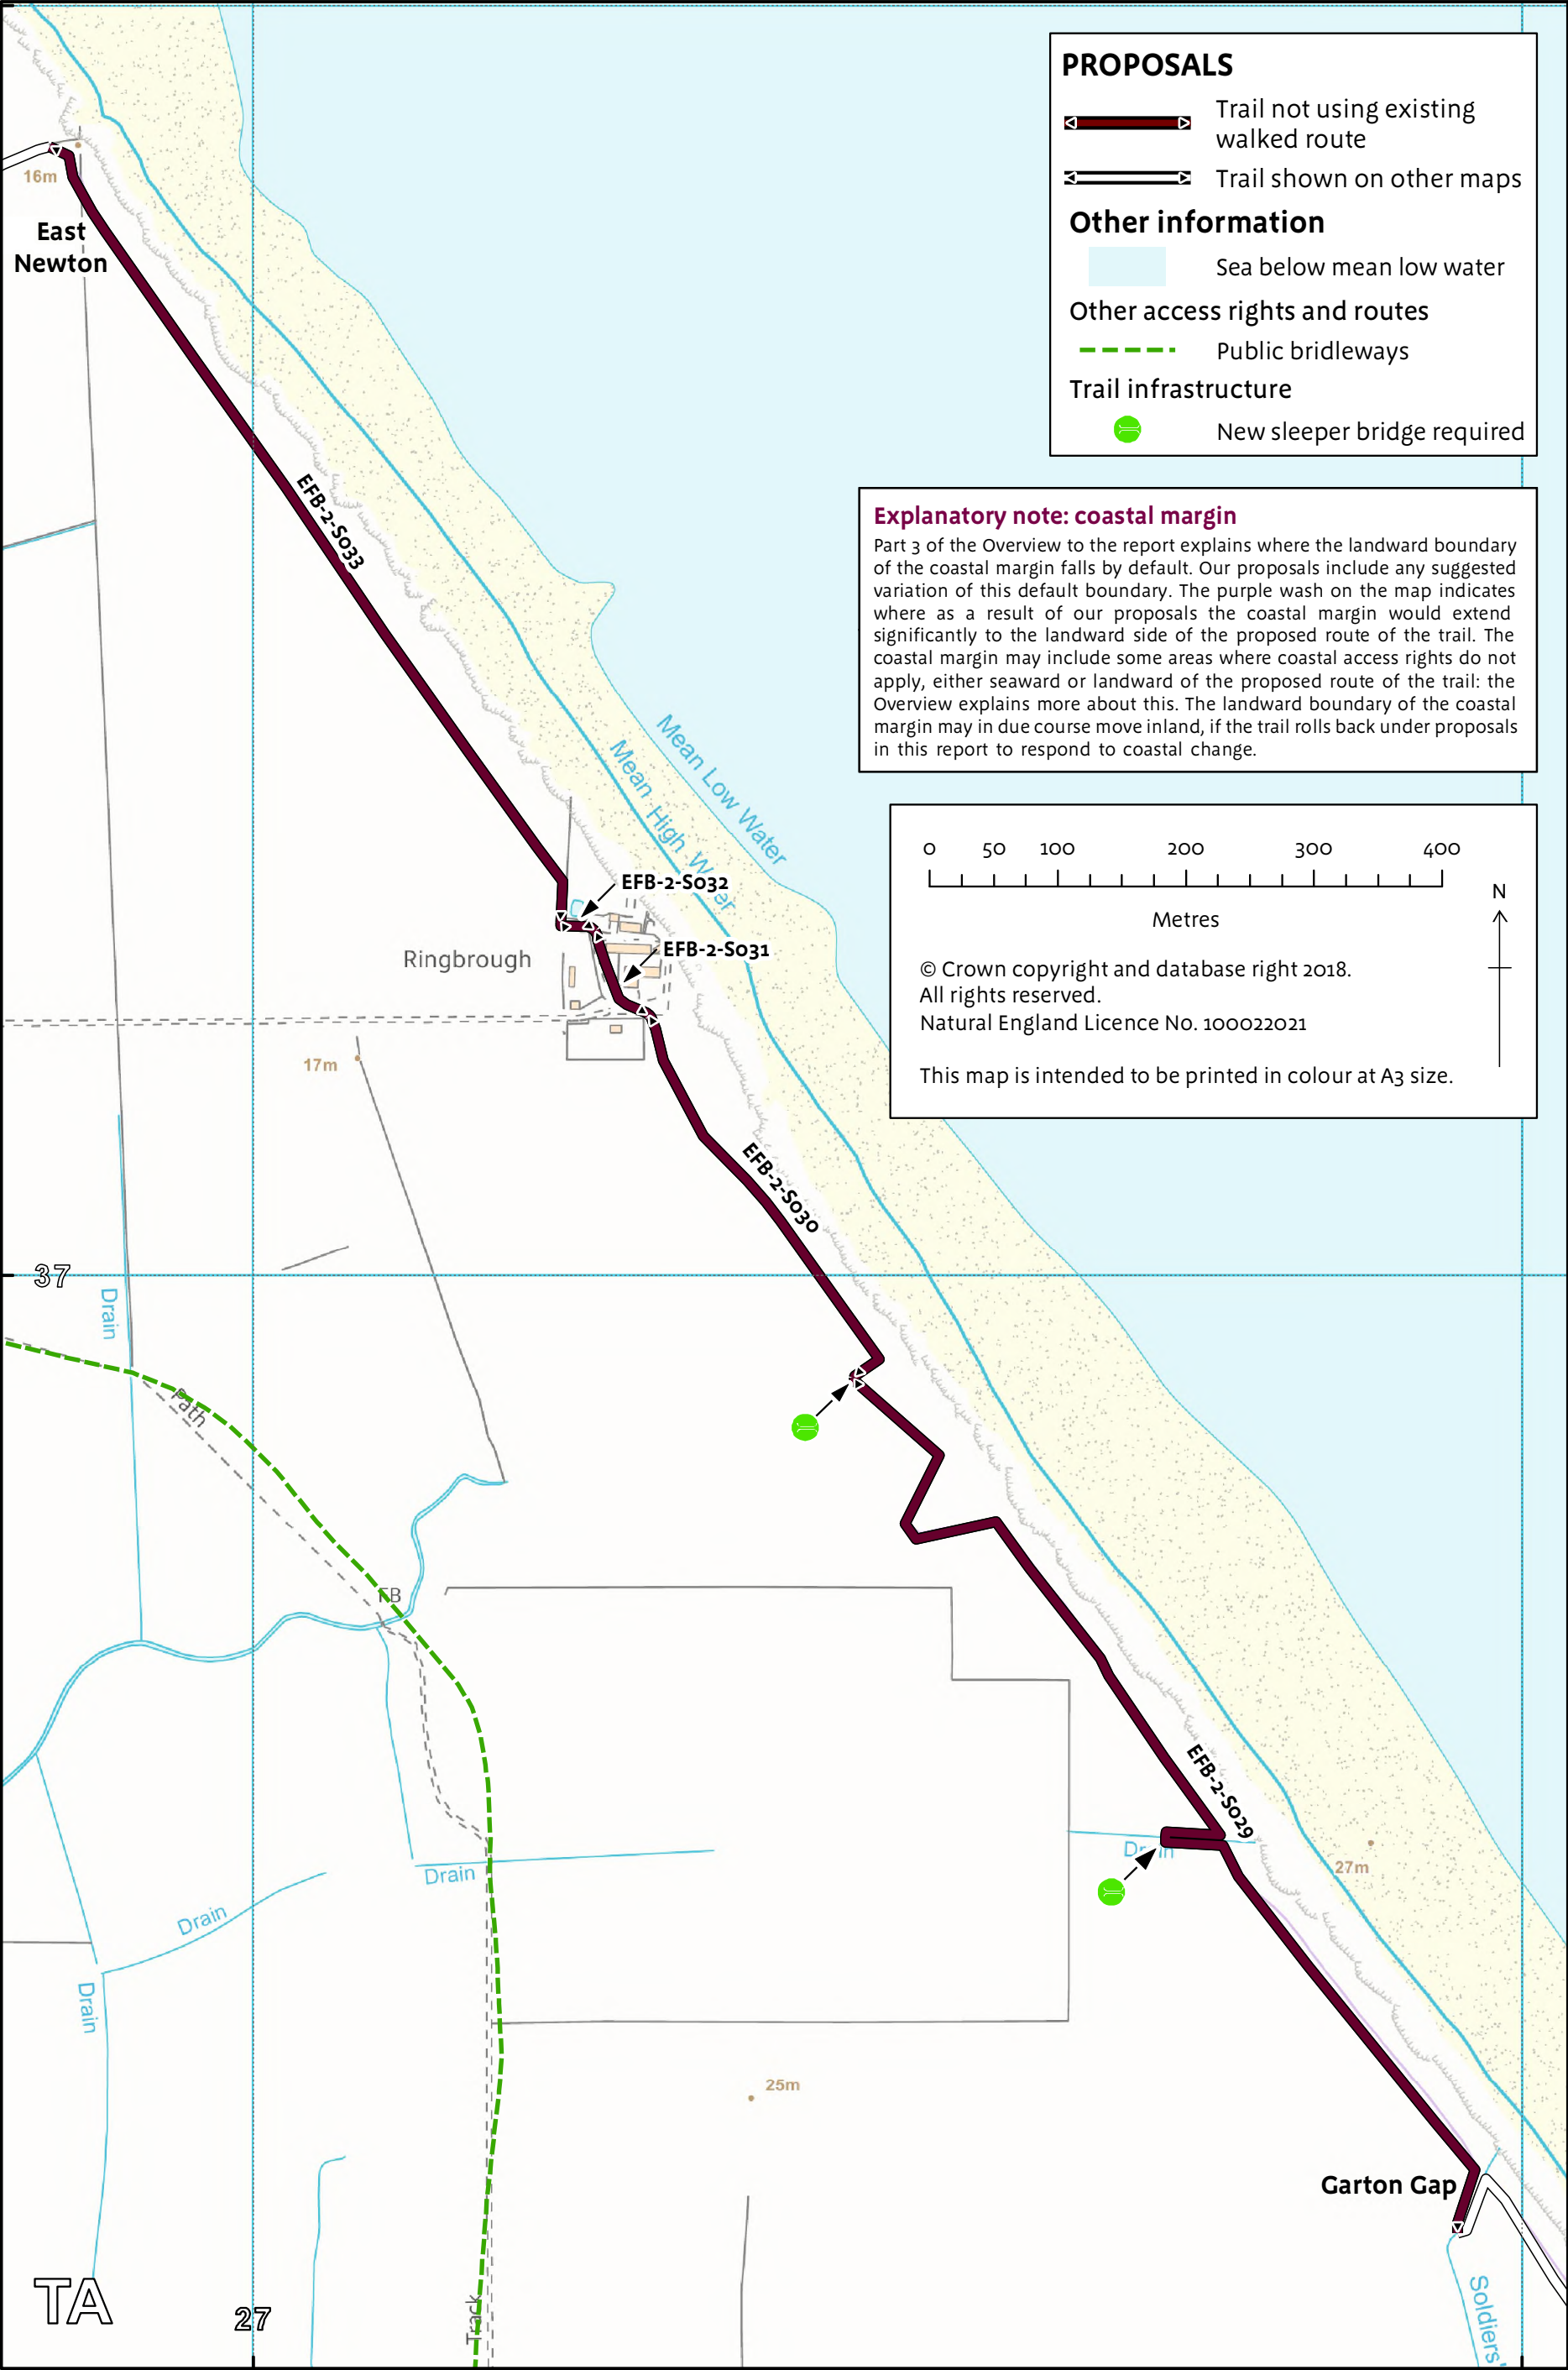 PROPOSALS
Trail not using existing
walked route
Trail shown on other maps
Other information
Sea below mean low water
Other access rights and routes
Public bridleways
Trail infrastructure
New sleeper bridge required
Explanatory note: coastal margin
Part 3 of the Overview to the report explains where the landward boundary
of the coastal margin falls by default. Our proposals include any suggested
variation of this default boundary. The purple wash on the map indicates
where as a result of our proposals the coastal margin would extend
significantly to the landward side of the proposed route of the trail. The
coastal margin may include some areas where coastal access rights do not
apply, either seaward or landward of the proposed route of the trail: the
Overview explains more about this. The landward boundary of the coastal
margin may in due course move inland, if the trail rolls back under proposals
in this report to respond to coastal change.
0 50 100 200 300 400
Metres
N
© Crown copyright and database right 2018.
All rights reserved.
Natural England Licence No. 100022021
This map is intended to be printed in colour at A3 size.
16m
East
Newton
EFB-2-S033
Mean Low Water
Mean High Water
EFB-2-S032
EFB-2-S031
Ringbrough
17m
EFB-2-S030
37
Drain
Path
FB
EFB-2-S029
Drain
27m
Drain
Drain
Drain
25m
Garton Gap
Soldiers'
TA
27
Track